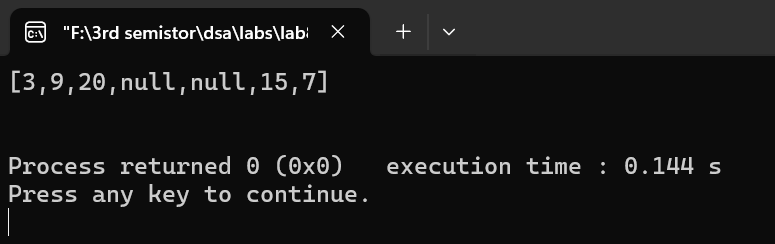 "F:\3rd semistor\dsa\labs\lab
[3,9,20,null,null,15,7]
Process returned 0 (0x0)   execution time : 0.144 s
Press any key to continue.